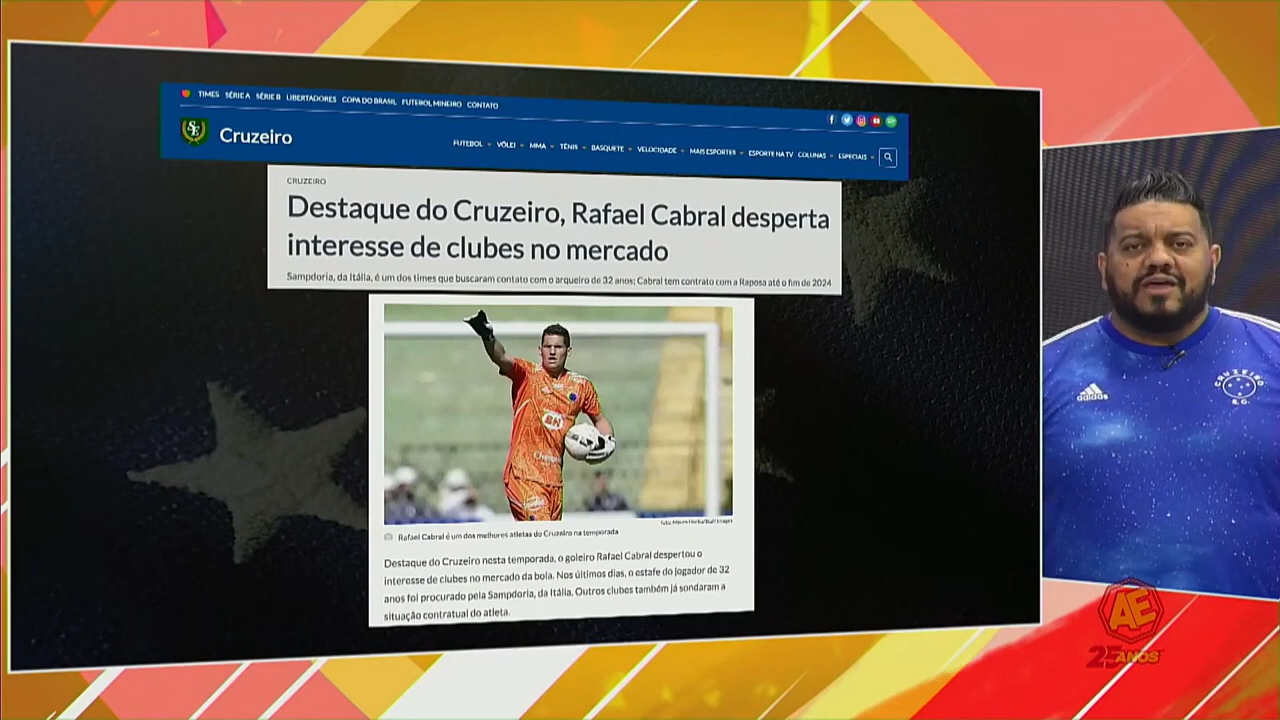 TIMES SÉRIE A SÉRIE B LIBERTADORES COPA DO BRASIL FUTEBOL MINEIRO CONTATO
SE Cruzeiro
FUTEBOL VÔLEI MMA TÊNIS BASQUETE VELOCIDADE MAIS ESPORTES ESPORTE NA TV COLUNAS ESPECIAIS
CRUZEIRO
Destaque do Cruzeiro, Rafael Cabral desperta
interesse de clubes no mercado
Sampdoria, da Itália, é um dos times que buscaram contato com o arqueiro de 32 anos; Cabral tem contrato com a Raposa até o fim de 2024
BH
Rafael Cabral é um dos melhores atletas do Cruzeiro na temporada
Destaque do Cruzeiro nesta temporada, o goleiro Rafael Cabral despertou o
interesse de clubes no mercado da bola. Nos últimos dias, o estafe do jogador de 32
anos foi procurado pela Sampdoria, da Itália. Outros clubes também já sondaram a
situação contratual do atleta.
adidas
CRUZEIRO
E. C.
AE
25 ANOS